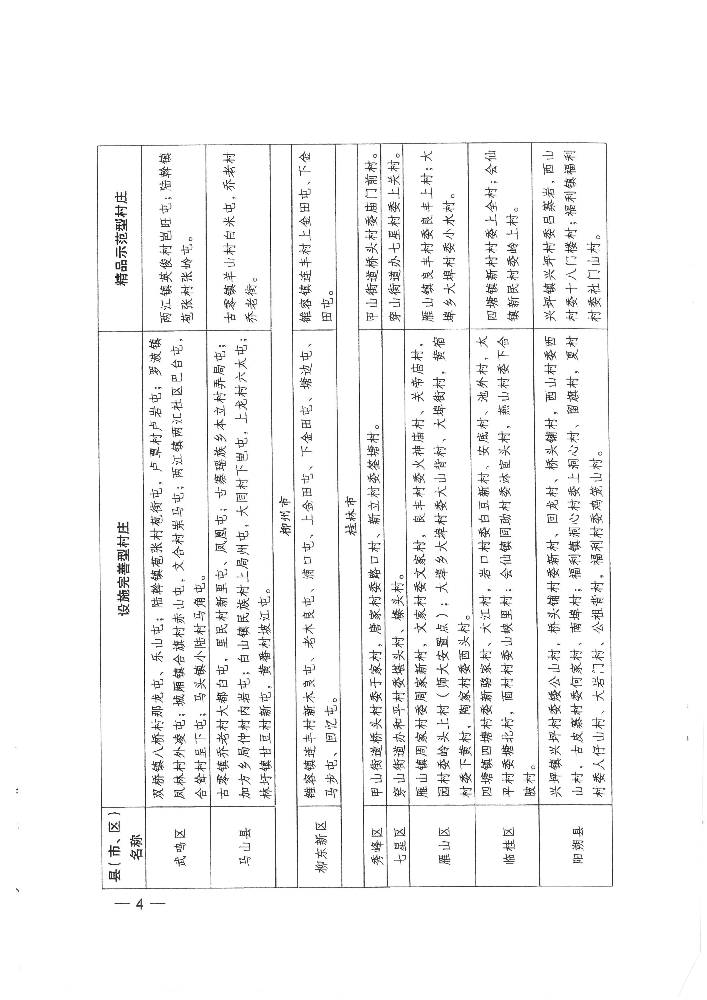 县(市、区)
名称
设施完善型村庄
精品示范型村庄
武鸣区
双桥镇八桥村那龙屯、乐山屯；陆斡镇苞张村苞街屯，卢覃村卢岩屯；罗波镇
凤林村外凌屯；城厢镇合旗村赤山屯，文合村岽马屯；两江镇两江社区巴台屯，
合耸村呈下屯；马头镇小陆村马角屯。
两江镇英俊村岜旺屯；陆斡镇
苞张村张岭屯。
马山县
古零镇乔老村大都白屯，里民村新里屯、凤凰屯；古寨瑶族乡本立村弄局屯；
加方乡局仲村内岩屯；白山镇民族村上局州屯，大同村下岜屯，上龙村六太屯；
林圩镇甘豆村新屯，黄番村坡江屯。
古零镇羊山村白米屯，乔老村
乔老街。
柳州市
柳东新区
雒容镇连丰村新木良屯、老木良屯、浦口屯、上金田屯、下金田屯、塘边屯、
马步屯、回忆屯。
雒容镇连丰村上金田屯、下金
田屯。
桂林市
秀峰区
甲山街道桥头村委于家村，唐家村委路口村、新立村委筌塘村。
甲山街道桥头村委庙门前村。
七星区
穿山街道办和平村委堪头村、榛头村。
穿山街道办七星村委上关村。
雁山区
雁山镇周家村委周家新村，文家村委文家村，良丰村委火神庙村、关帝庙村，
园村委岭头上村（师大安置点）；大埠乡大埠村委大山背村、大埠街村，黄宿
村委下黄村，陶家村委西头村。
雁山镇良丰村委良丰上村；大
埠乡大埠村委小水村。
临桂区
四塘镇四塘村委新骆家村、大江村，岩口村委白豆新村、安底村、池外村，太
平村委塘北村，面村村委山峡里村；会仙镇同助村委沐宦头村，燕山村委下合
陂村。
四塘镇新村村委上全村；会仙
镇新民村委岭上村。
阳朔县
兴坪镇兴坪村委矮公山村，桥头铺村委新村、回龙村、桥头铺村，西山村委西
山村，古皮寨村委何家村、南埠村；福利镇洞心村委上洞心村、留旗村，夏村
村委人仔山村、大岩门村、公祖背村，福利村委鸡笼山村。
兴坪镇兴坪村委吕寨岩，西山
村委十八门楼村；福利镇福利
村委社门山村。
— 4 —